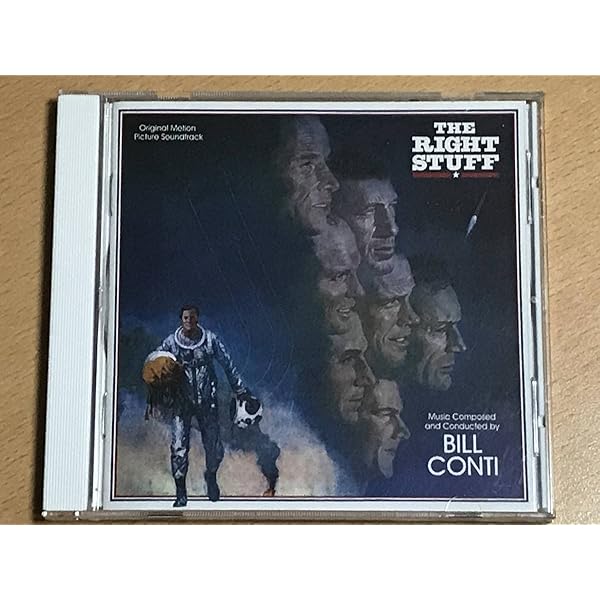 Original Motion
Picture Soundtrack
THE
RIGHT
STUFF
Music Composed
and Conducted by
BILL
CONTI